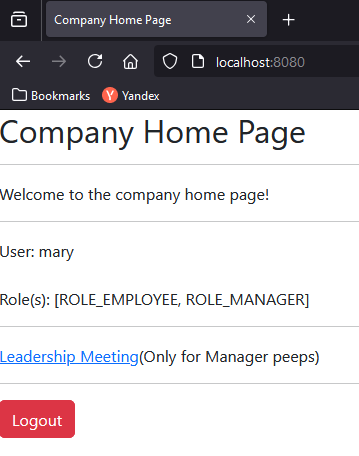 Company Home Page
localhost:8080
Bookmarks
Yandex
Company Home Page
Welcome to the company home page!
User: mary
Role(s): [ROLE_EMPLOYEE, ROLE_MANAGER]
Leadership Meeting(Only for Manager peeps)
Logout